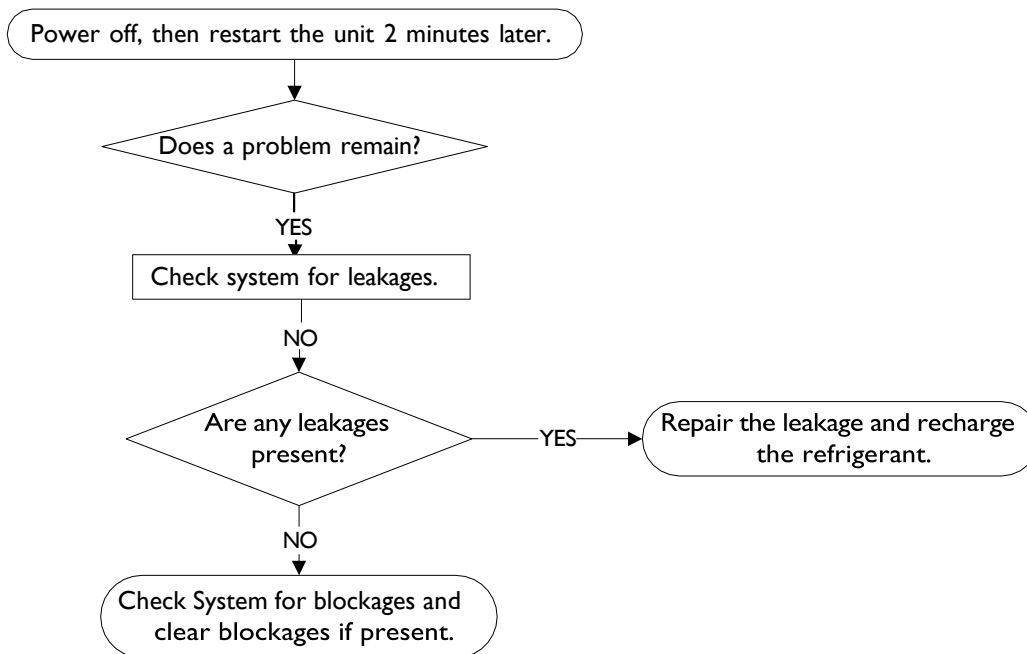 Power off, then restart the unit 2 minutes later.
Does a problem remain?
YES
Check system for leakages.
NO
Are any leakages
present?
YES
Repair the leakage and recharge
the refrigerant.
NO
Check System for blockages and
clear blockages if present.